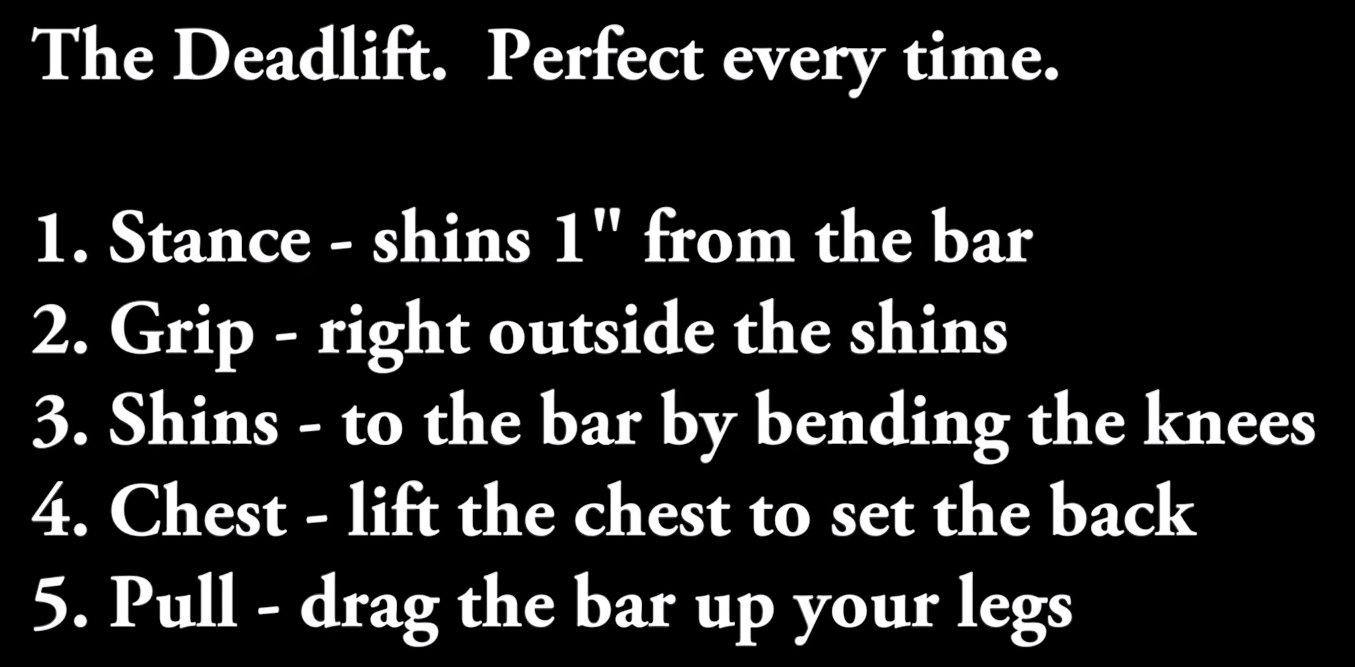 The Deadlift.  Perfect every time.
1. Stance - shins 1" from the bar
2. Grip - right outside the shins
3. Shins - to the bar by bending the knees
4. Chest - lift the chest to set the back
5. Pull - drag the bar up your legs